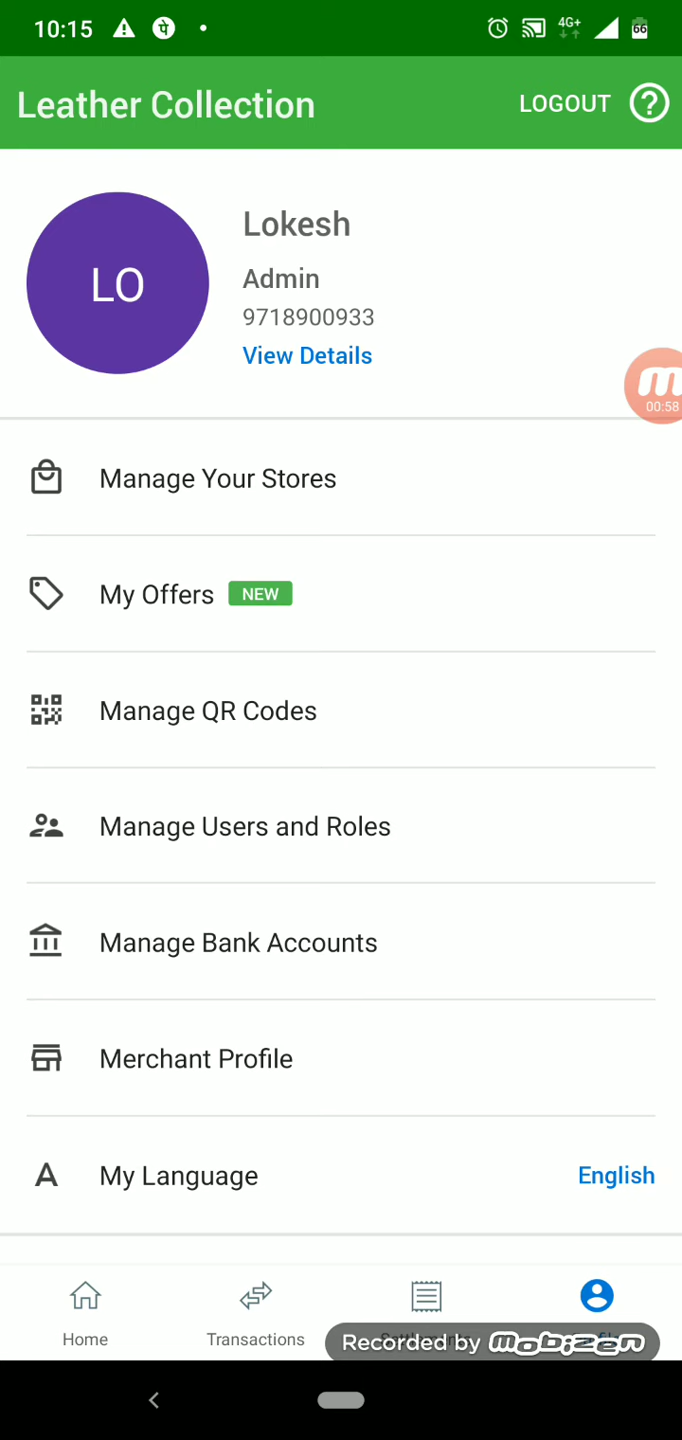 10:15 पे 4G+ 66
Leather Collection LOGOUT ?
LO
Lokesh
Admin
9718900933
View Details
m
00:58
Manage Your Stores
My Offers NEW
Manage QR Codes
Manage Users and Roles
Manage Bank Accounts
Merchant Profile
A My Language English
Home Transactions
Recorded by mobizen